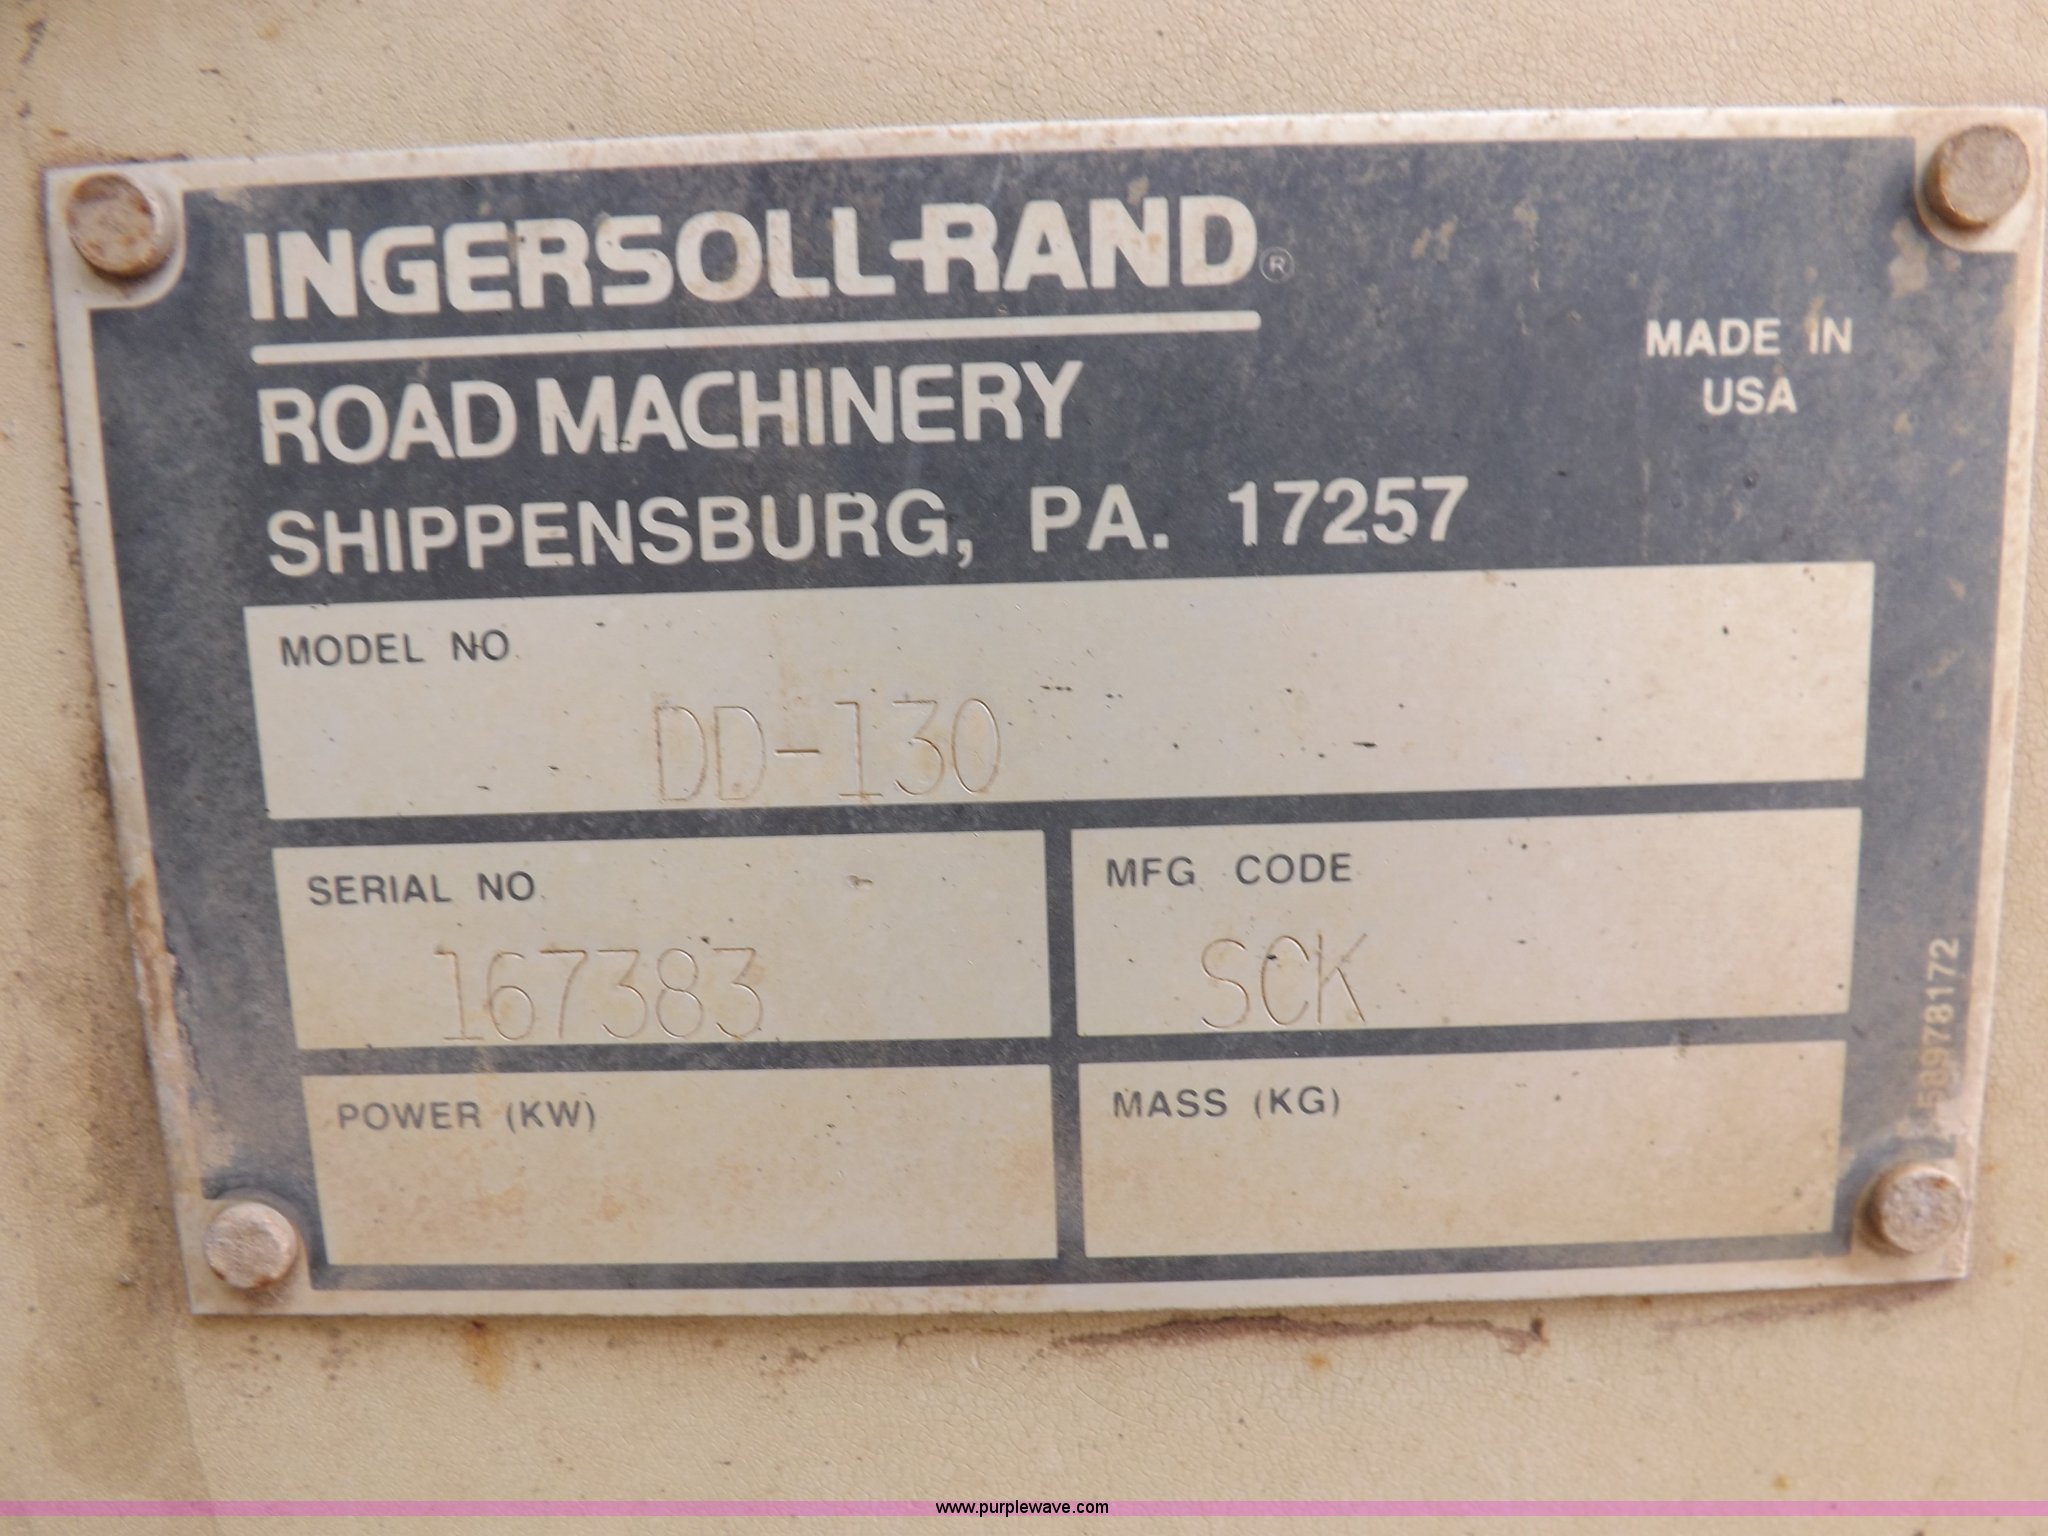 INGERSOLL-RAND®
ROAD MACHINERY
SHIPPENSBURG, PA. 17257
MADE IN
USA
MODEL NO
DD-130
SERIAL NO.
167383
MFG CODE
SCK
POWER (KW)
MASS (KG)
www.purplewave.com